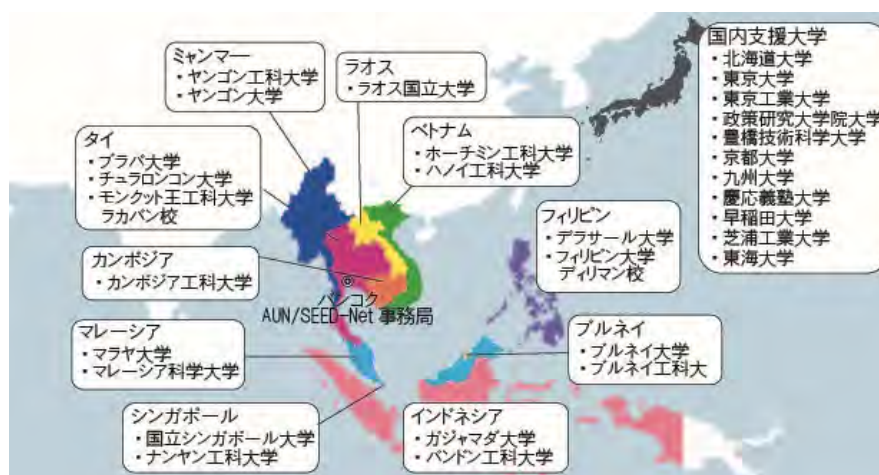 ミャンマー
・ヤンゴン工科大学
・ヤンゴン大学
ラオス
・ラオス国立大学
国内支援大学
・北海道大学
・東京大学
・東京工業大学
・政策研究大学院大学
・豊橋技術科学大学
・京都大学
・九州大学
・慶応義塾大学
・早稲田大学
・芝浦工業大学
・東海大学
タイ
・ブラパ大学
・チュラロンコン大学
・モンクット王工科大学
ラカバン校
ベトナム
・ホーチミン工科大学
・ハノイ工科大学
フィリピン
・デラサール大学
・フィリピン大学
ディリマン校
カンボジア
・カンボジア工科大学
バンコク
AUN/SEED-Net 事務局
マレーシア
・マラヤ大学
・マレーシア科学大学
ブルネイ
・ブルネイ大学
・ブルネイ工科大
シンガポール
・国立シンガポール大学
・ナンヤン工科大学
インドネシア
・ガジャマダ大学
・バンドン工科大学